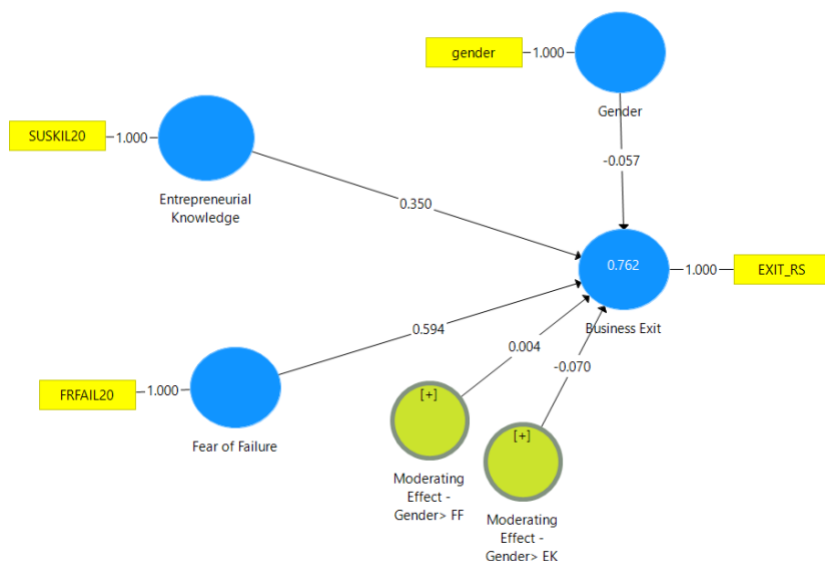 gender
1.000
Gender
SUSKIL20
1.000
Entrepreneurial
Knowledge
-0.057
0.350
0.762
1.000
EXIT_RS
Business Exit
0.594
0.004
-0.070
FRFAIL20
1.000
Fear of Failure
[+]
Moderating
Effect -
Gender> FF
[+]
Moderating
Effect -
Gender> EK